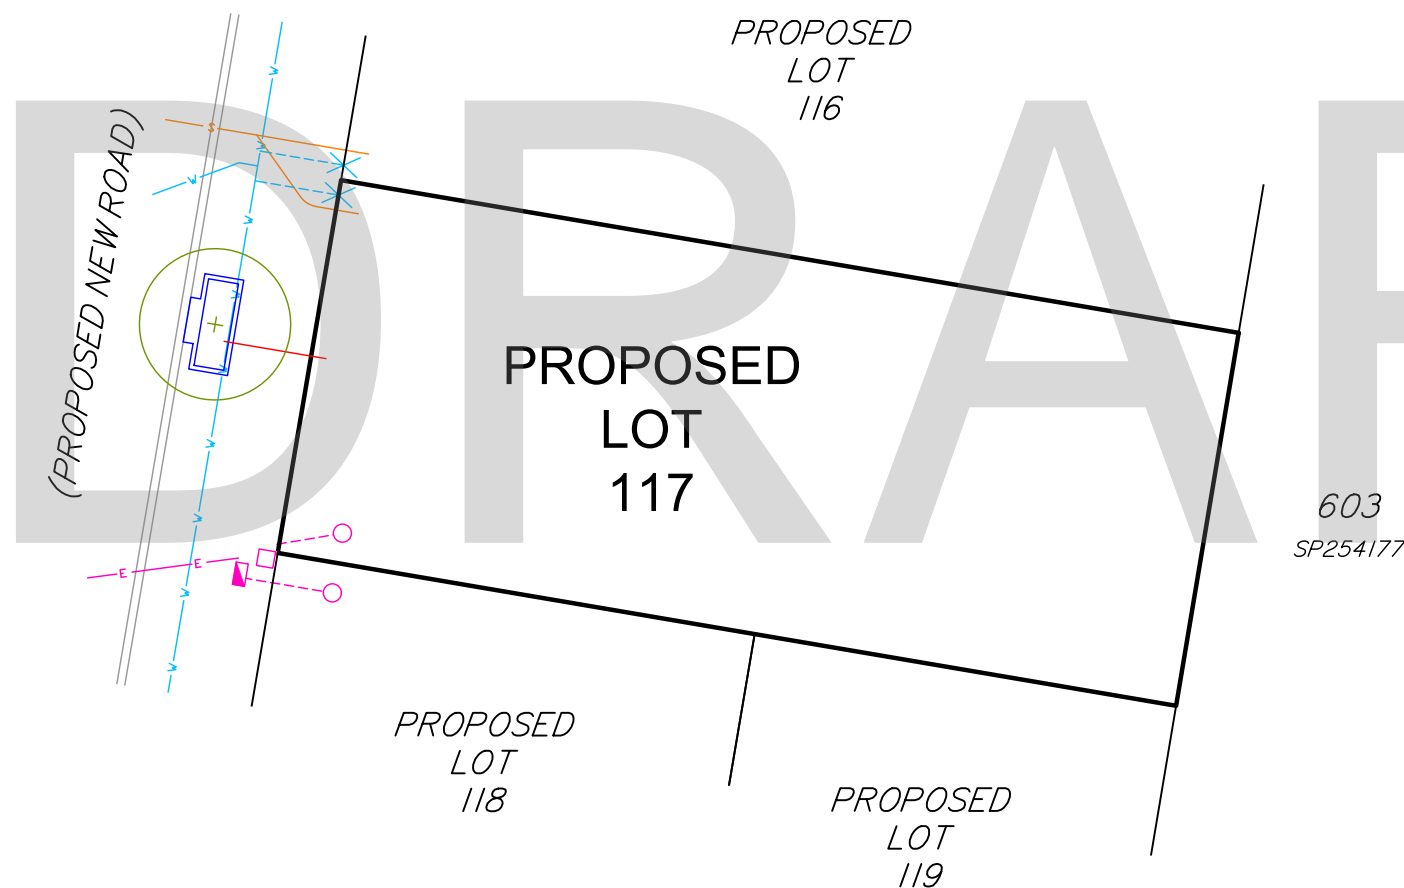 PROPOSED
LOT
116
DRAF
(PROPOSED NEW ROAD)
S
W
W
W
W
W
W
W
W
W
W
W
PROPOSED
LOT
117
603
SP254177
E
E
PROPOSED
LOT
118
PROPOSED
LOT
119